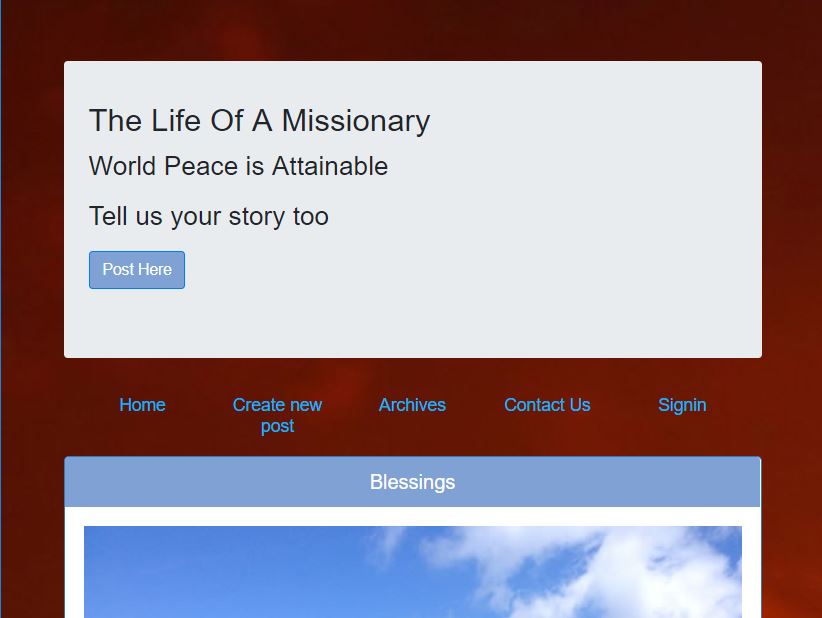 The Life Of A Missionary
World Peace is Attainable
Tell us your story too
Post Here
Home
Create new
post
Archives
Contact Us
Signin
Blessings